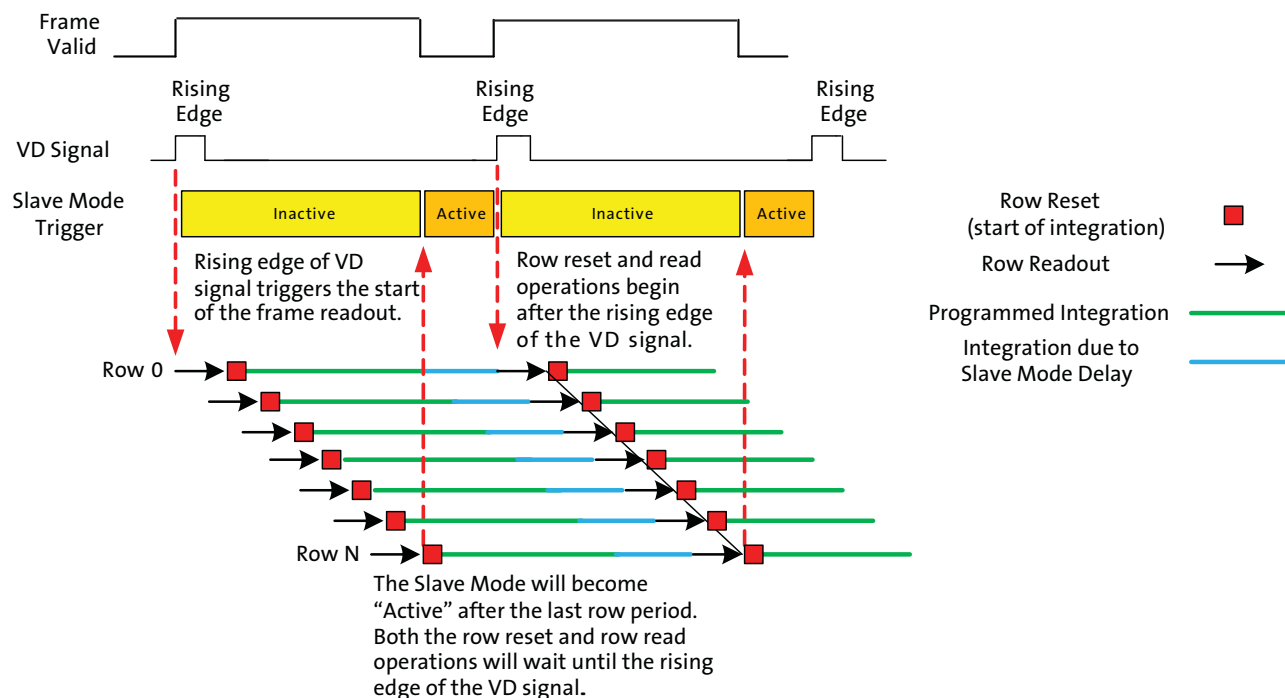 Frame
Valid
Rising
Edge
Rising
Edge
Rising
Edge
VD Signal
Slave Mode
Trigger
Inactive
Active
Inactive
Active
Rising edge of VD
signal triggers the start
of the frame readout.
Row reset and read
operations begin
after the rising edge
of the VD signal.
Row Reset
(start of integration)
Row Readout
Programmed Integration
Integration due to
Slave Mode Delay
Row 0
Row N
The Slave Mode will become
“Active” after the last row period.
Both the row reset and row read
operations will wait until the rising
edge of the VD signal.